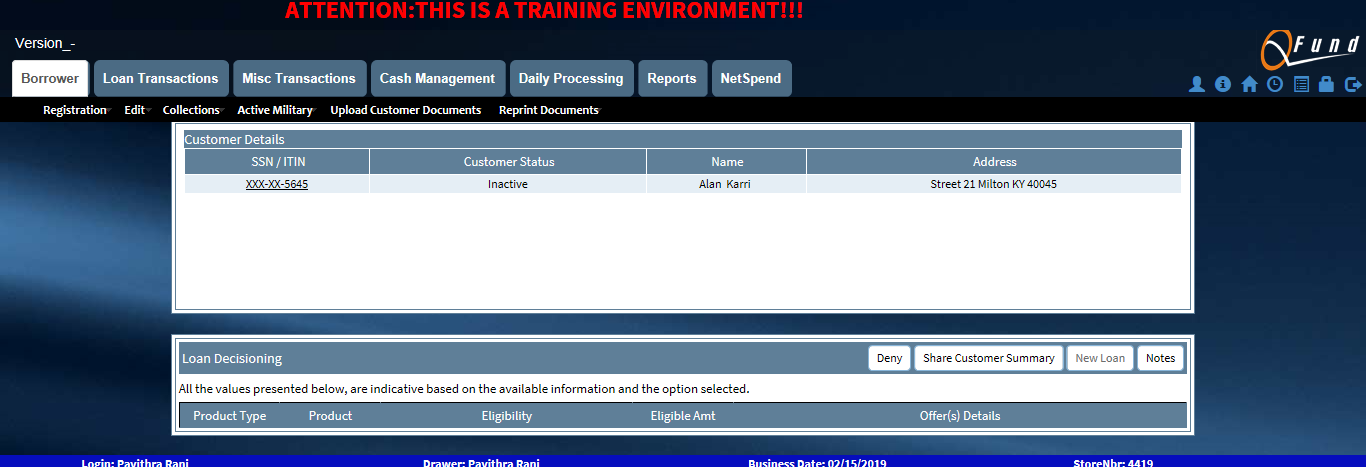 ATTENTION:THIS IS A TRAINING ENVIRONMENT!!!
Version_-
QFund
Borrower Loan Transactions Misc Transactions Cash Management Daily Processing Reports NetSpend
Registration Edit Collections Active Military Upload Customer Documents Reprint Documents
Customer Details
SSN / ITIN Customer Status Name Address
XXX-XX-5645 Inactive Alan Karri Street 21 Milton KY 40045
Loan Decisioning Deny Share Customer Summary New Loan Notes
All the values presented below, are indicative based on the available information and the option selected.
Product Type Product Eligibility Eligible Amt Offer(s) Details
Login: Pavithra Rani Drawer: Pavithra Rani Business Date: 02/15/2019 StoreNbr: 4419